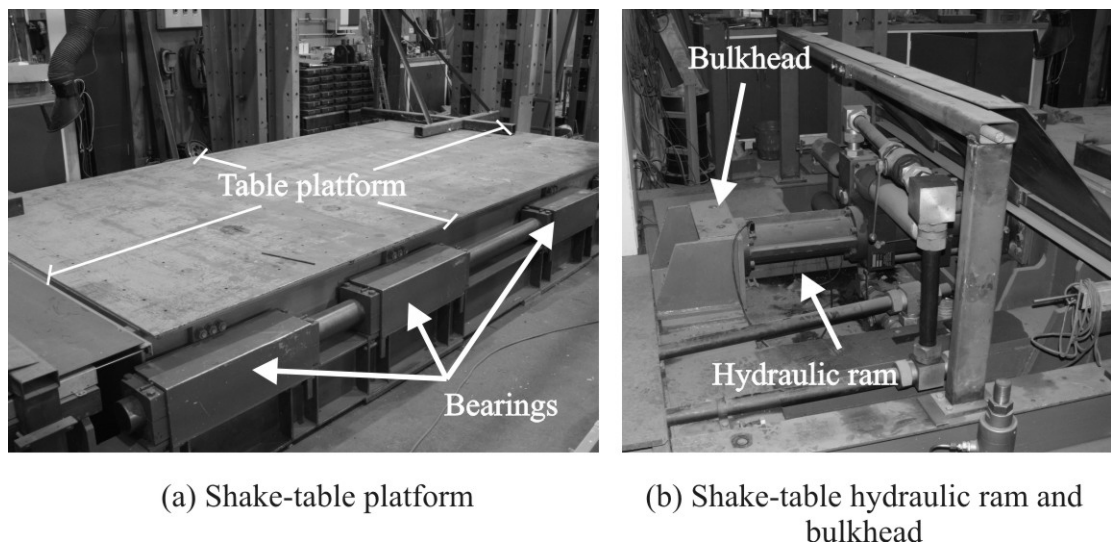 Table platform
Bearings
(a) Shake-table platform
Bulkhead
Hydraulic ram
(b) Shake-table hydraulic ram and
bulkhead